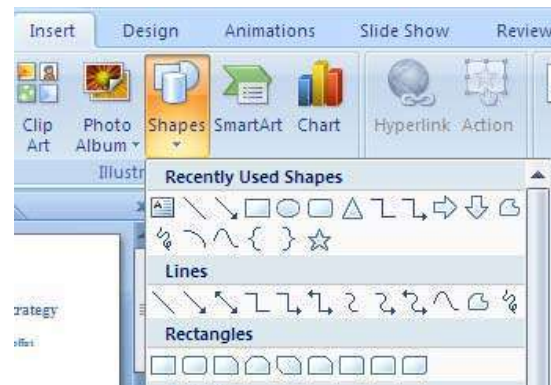 Insert Design Animations Slide Show Review
Clip Art Photo Album Shapes SmartArt Chart Hyperlink Action
Illustr
Recently Used Shapes
Lines
rategy
Rectangles